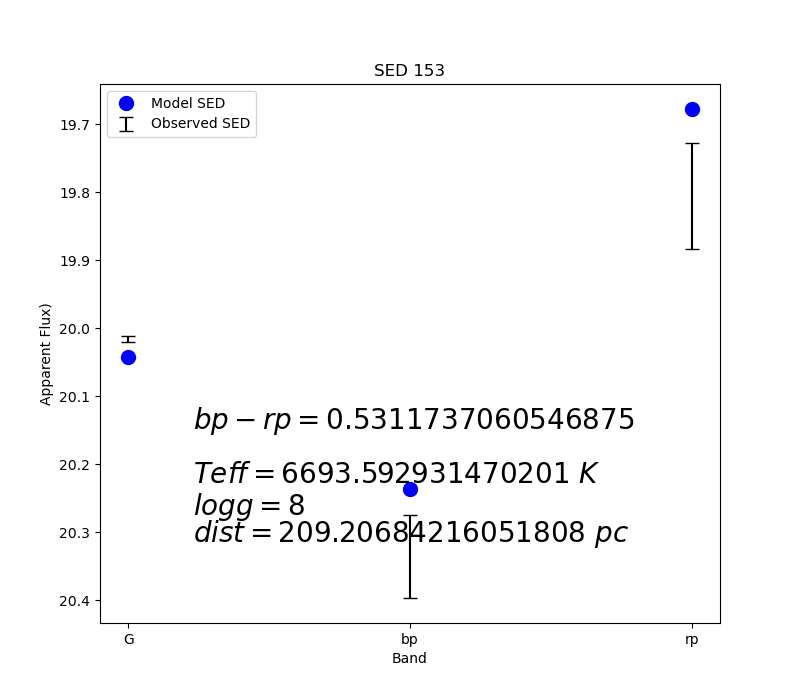 SED 153
Model SED
Observed SED
19.7
19.8
19.9
20.0
20.1
20.2
20.3
20.4
Apparent Flux)
bp − rp = 0.5311737060546875
Teff = 6693.592931470201 K
logg = 8
dist = 209.20684216051808 pc
G bp rp
Band